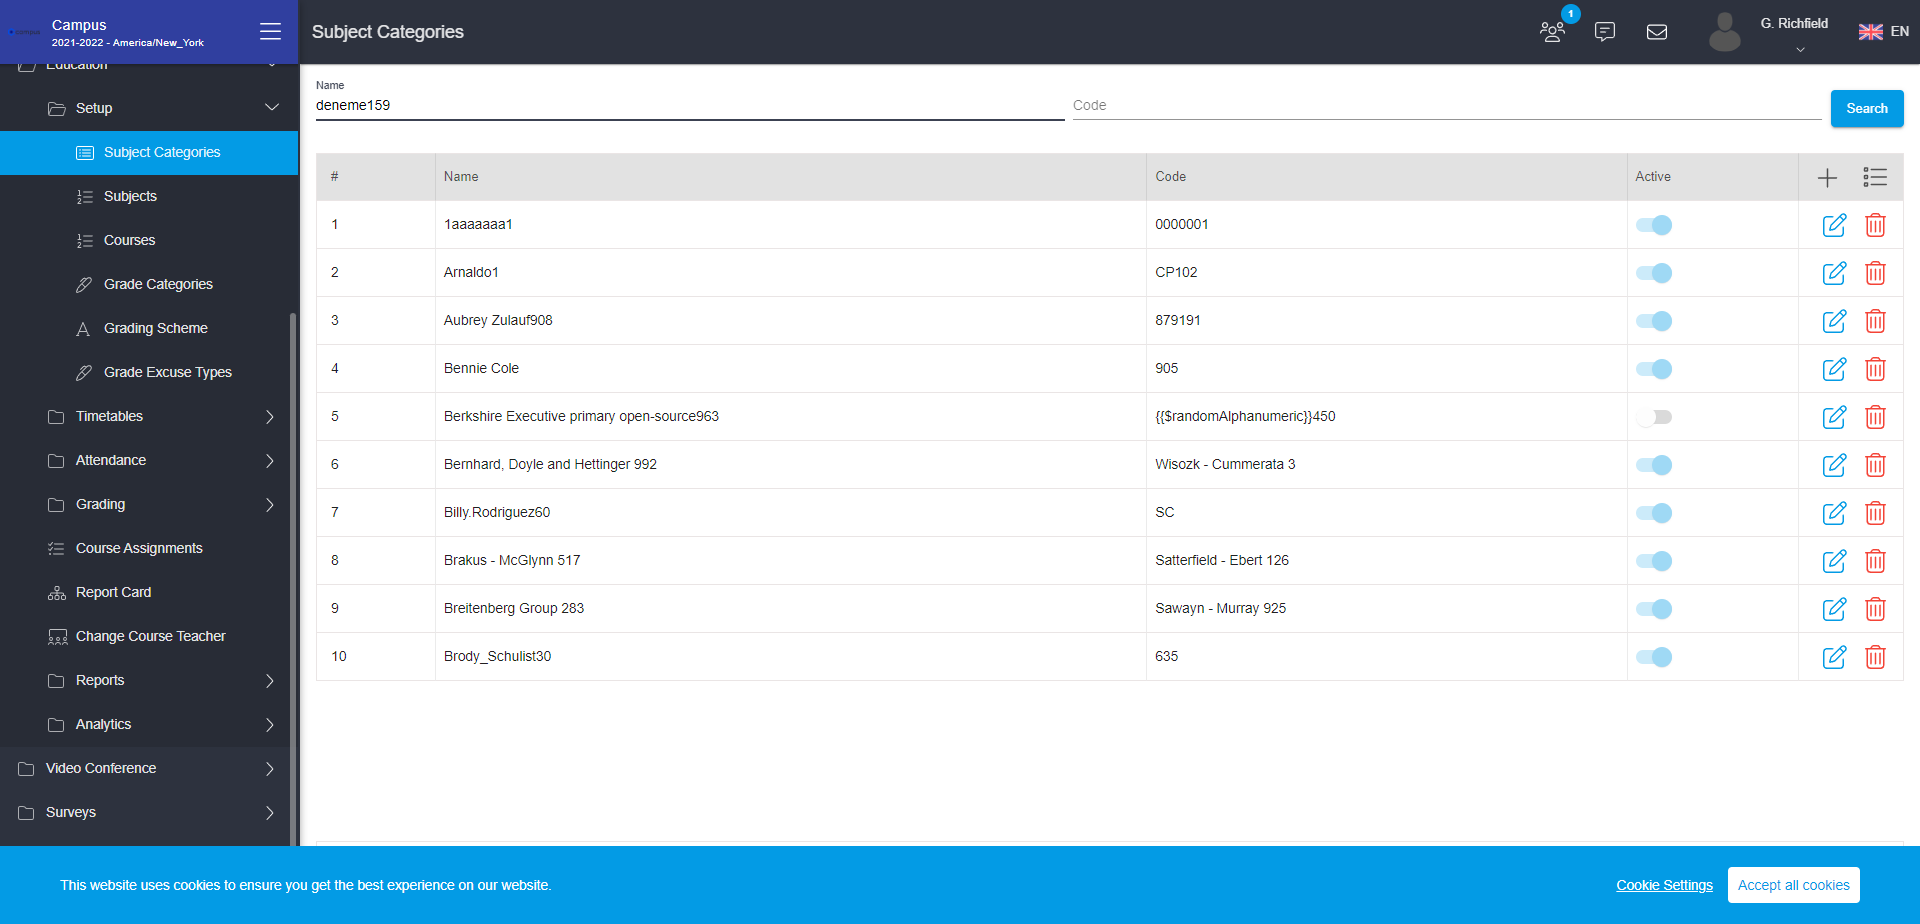 Campus
2021-2022 - America/New_York
Subject Categories
1
G. Richfield
EN
Education
Setup
Subject Categories
Subjects
Courses
Grade Categories
Grading Scheme
Grade Excuse Types
Timetables
Attendance
Grading
Course Assignments
Report Card
Change Course Teacher
Reports
Analytics
Video Conference
Surveys
Name
deneme159
Code
Search
# Name Code Active
1 1aaaaaaa1 0000001
2 Arnaldo1 CP102
3 Aubrey Zulauf908 879191
4 Bennie Cole 905
5 Berkshire Executive primary open-source963 {{$randomAlphanumeric}}450
6 Bernhard, Doyle and Hettinger 992 Wisozk - Cummerata 3
7 Billy.Rodriguez60 SC
8 Brakus - McGlynn 517 Satterfield - Ebert 126
9 Breitenberg Group 283 Sawayn - Murray 925
10 Brody_Schulist30 635
This website uses cookies to ensure you get the best experience on our website.
Cookie Settings
Accept all cookies